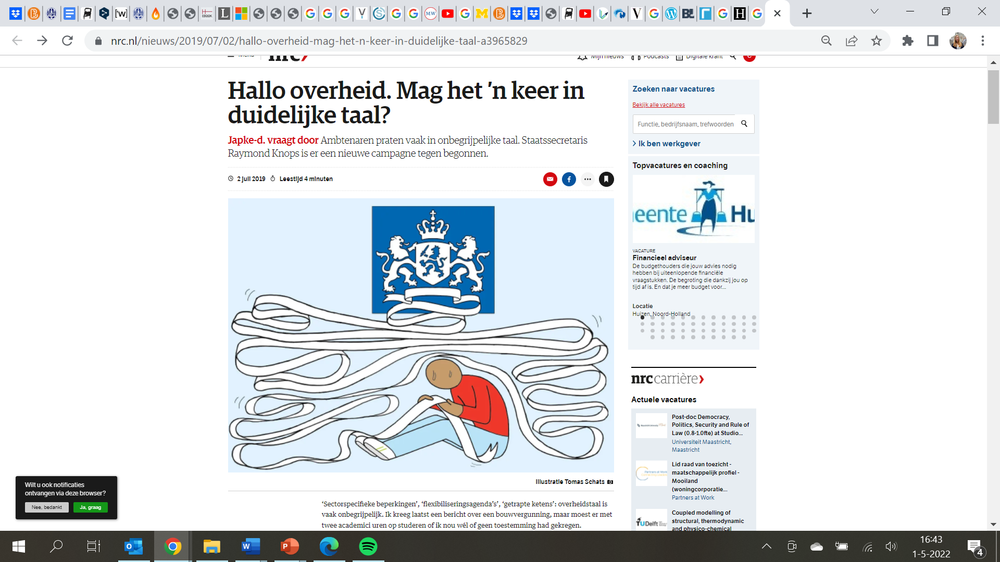 nrc.nl/nieuws/2019/07/02/hallo-overheid-mag-het-n-keer-in-duidelijke-taal-a3965829
Menu
nrc>
Mijn nieuws
Podcasts
Digitale krant
Hallo overheid. Mag het ’n keer in
duidelijke taal?
Japke-d. vraagt door Ambtenaren praten vaak in onbegrijpelijke taal. Staatssecretaris
Raymond Knops is er een nieuwe campagne tegen begonnen.
2 juli 2019
Leestijd 4 minuten
Illustratie Tomas Schats
‘Sectorspecifieke beperkingen’, ‘flexibiliseringsagenda’s’, ‘getrapte ketens’: overheidstaal is
vaak onbegrijpelijk. Ik kreeg laatst een bericht over een bouwvergunning, maar moest er met
twee academici uren op studeren of ik nou wél of geen toestemming had gekregen.
Zoeken naar vacatures
Bekijk alle vacatures
Functie, bedrijfsnaam, trefwoorden
> Ik ben werkgever
Topvacatures en coaching
eente Hu
VACATURE
Financieel adviseur
De budgethouders die jouw advies nodig
hebben bij uiteenlopende financiële
vraagstukken. De begroting die dankzij jou op
tijd af is. En dat je meer budget voor...
Locatie
Huizen, Noord-Holland
nrc carrière>
Actuele vacatures
Post-doc Democracy,
Politics, Security and Rule of
Law (0.8-1.0fte) at Studio...
Universiteit Maastricht,
Maastricht
Partners at Work
Lid raad van toezicht -
maatschappelijk profiel -
Mooiland
(woningcorporatie...
Partners at Work
TUDelft
Coupled modelling of
structural, thermodynamic
and physico-chemical
Wilt u ook notificaties
ontvangen via deze browser?
Nee, bedankt
Ja, graag
16:43
1-5-2022
4